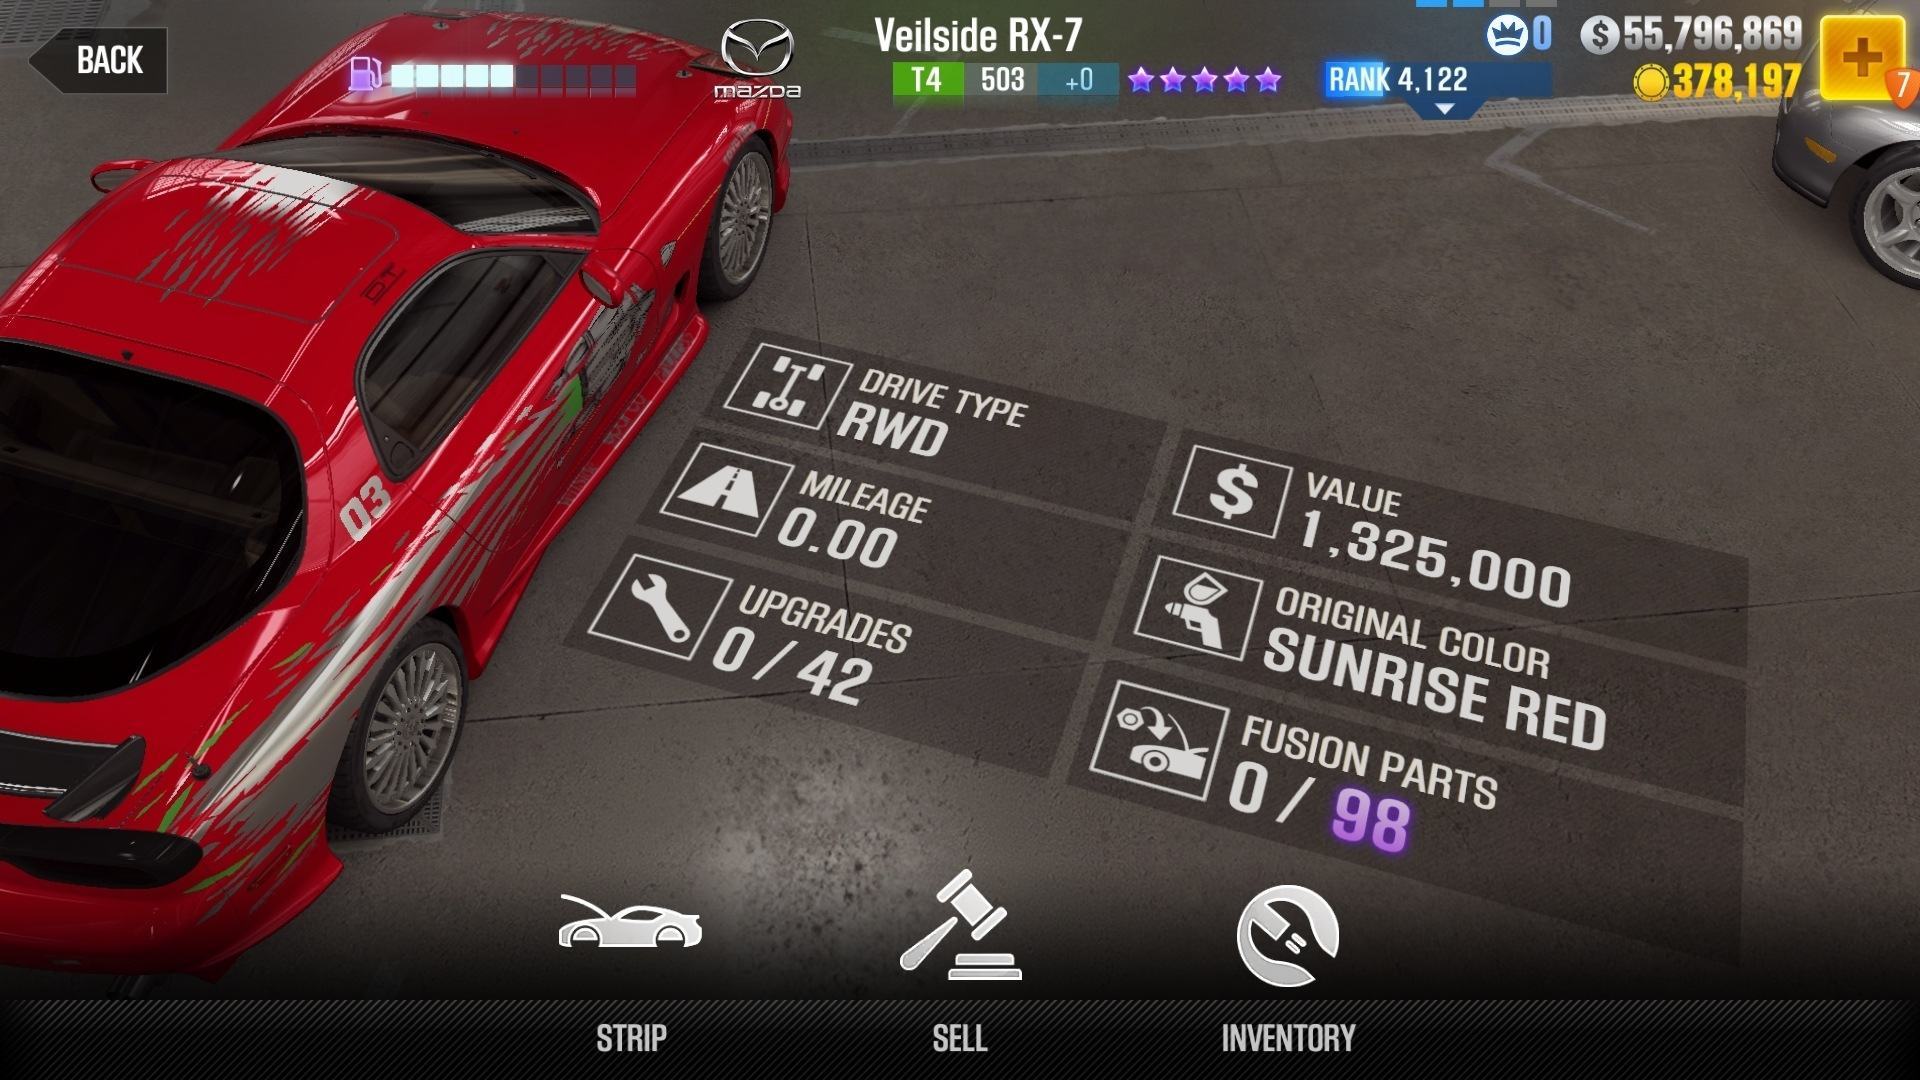 BACK
mazda
Veilside RX-7
T4 503 +0
RANK 4,122
0
$ 55,796,869
378,197
7
DT
03
DRIVE TYPE
RWD
MILEAGE
0.00
UPGRADES
0 / 42
$ VALUE
1,325,000
ORIGINAL COLOR
SUNRISE RED
FUSION PARTS
0 / 98
STRIP
SELL
INVENTORY